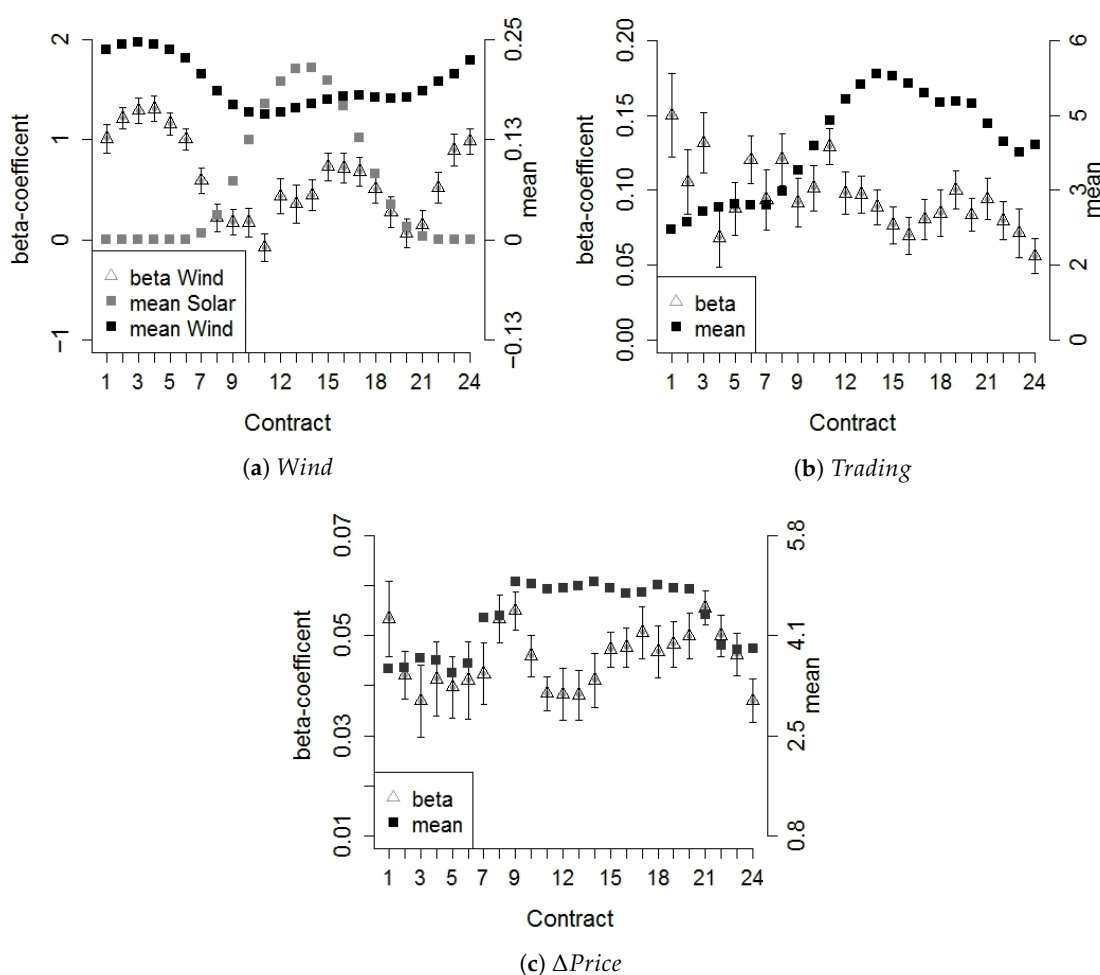 beta-coefficent
2
1
0
−1
0.25
0.13
0
−0.13
mean
beta Wind
mean Solar
mean Wind
1 3 5 7 9 12 15 18 21 24
Contract
(a) Wind
beta-coefficent
0.20
0.15
0.10
0.05
0.00
6
5
3
2
0
mean
beta
mean
1 3 5 7 9 12 15 18 21 24
Contract
(b) Trading
beta-coefficent
0.07
0.05
0.03
0.01
5.8
4.1
2.5
0.8
mean
beta
mean
1 3 5 7 9 12 15 18 21 24
Contract
(c) ΔPrice